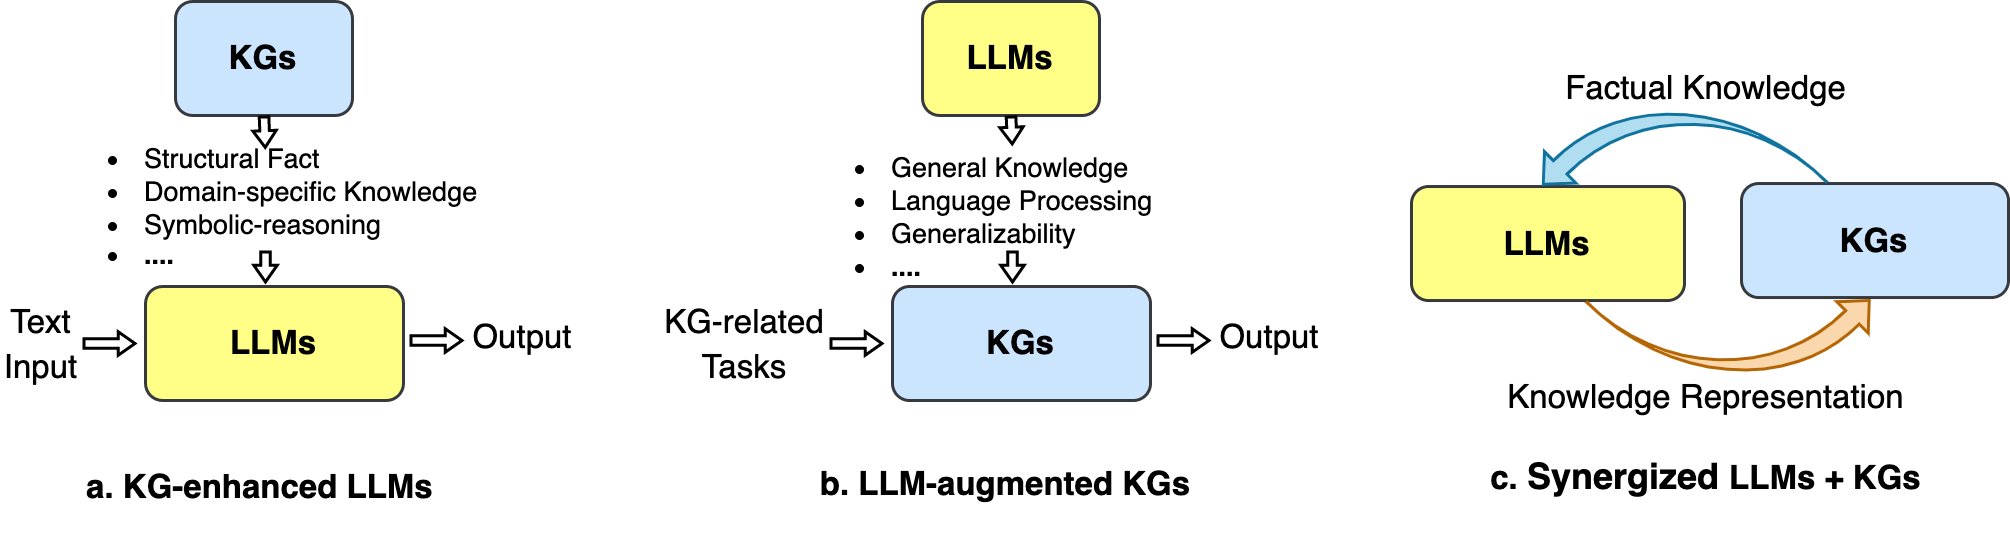 KGs
• Structural Fact
• Domain-specific Knowledge
• Symbolic-reasoning
• ....
Text
Input
LLMs
Output
a. KG-enhanced LLMs
LLMs
• General Knowledge
• Language Processing
• Generalizability
• ....
KG-related
Tasks
KGs
Output
b. LLM-augmented KGs
Factual Knowledge
LLMs
KGs
Knowledge Representation
c. Synergized LLMs + KGs